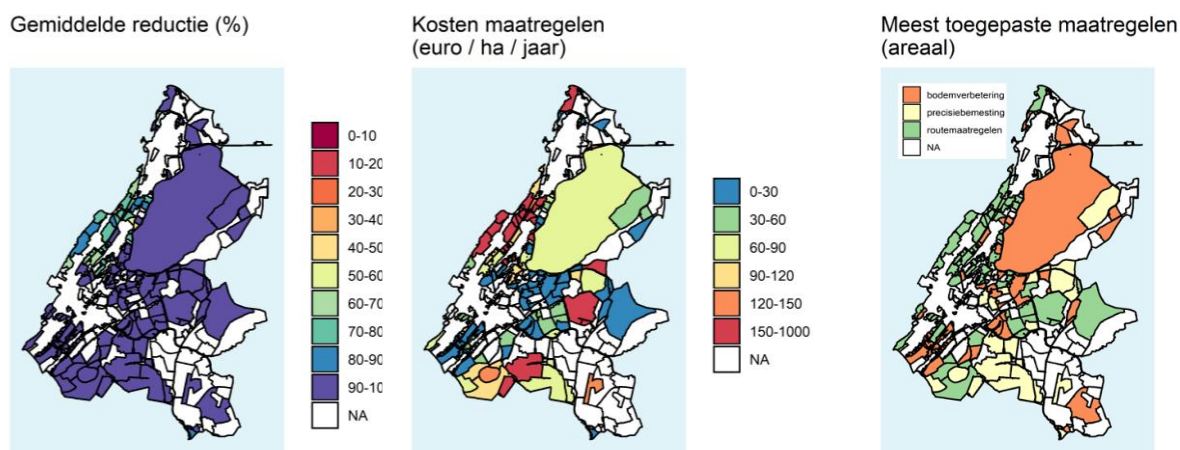 Gemiddelde reductie (%)
0-10
10-20
20-30
30-40
40-50
50-60
60-70
70-80
80-90
90-10
NA
Kosten maatregelen
(euro / ha / jaar)
0-30
30-60
60-90
90-120
120-150
150-1000
NA
Meest toegepaste maatregelen
(areaal)
bodemverbetering
precisiebemesting
routemaatregelen
NA